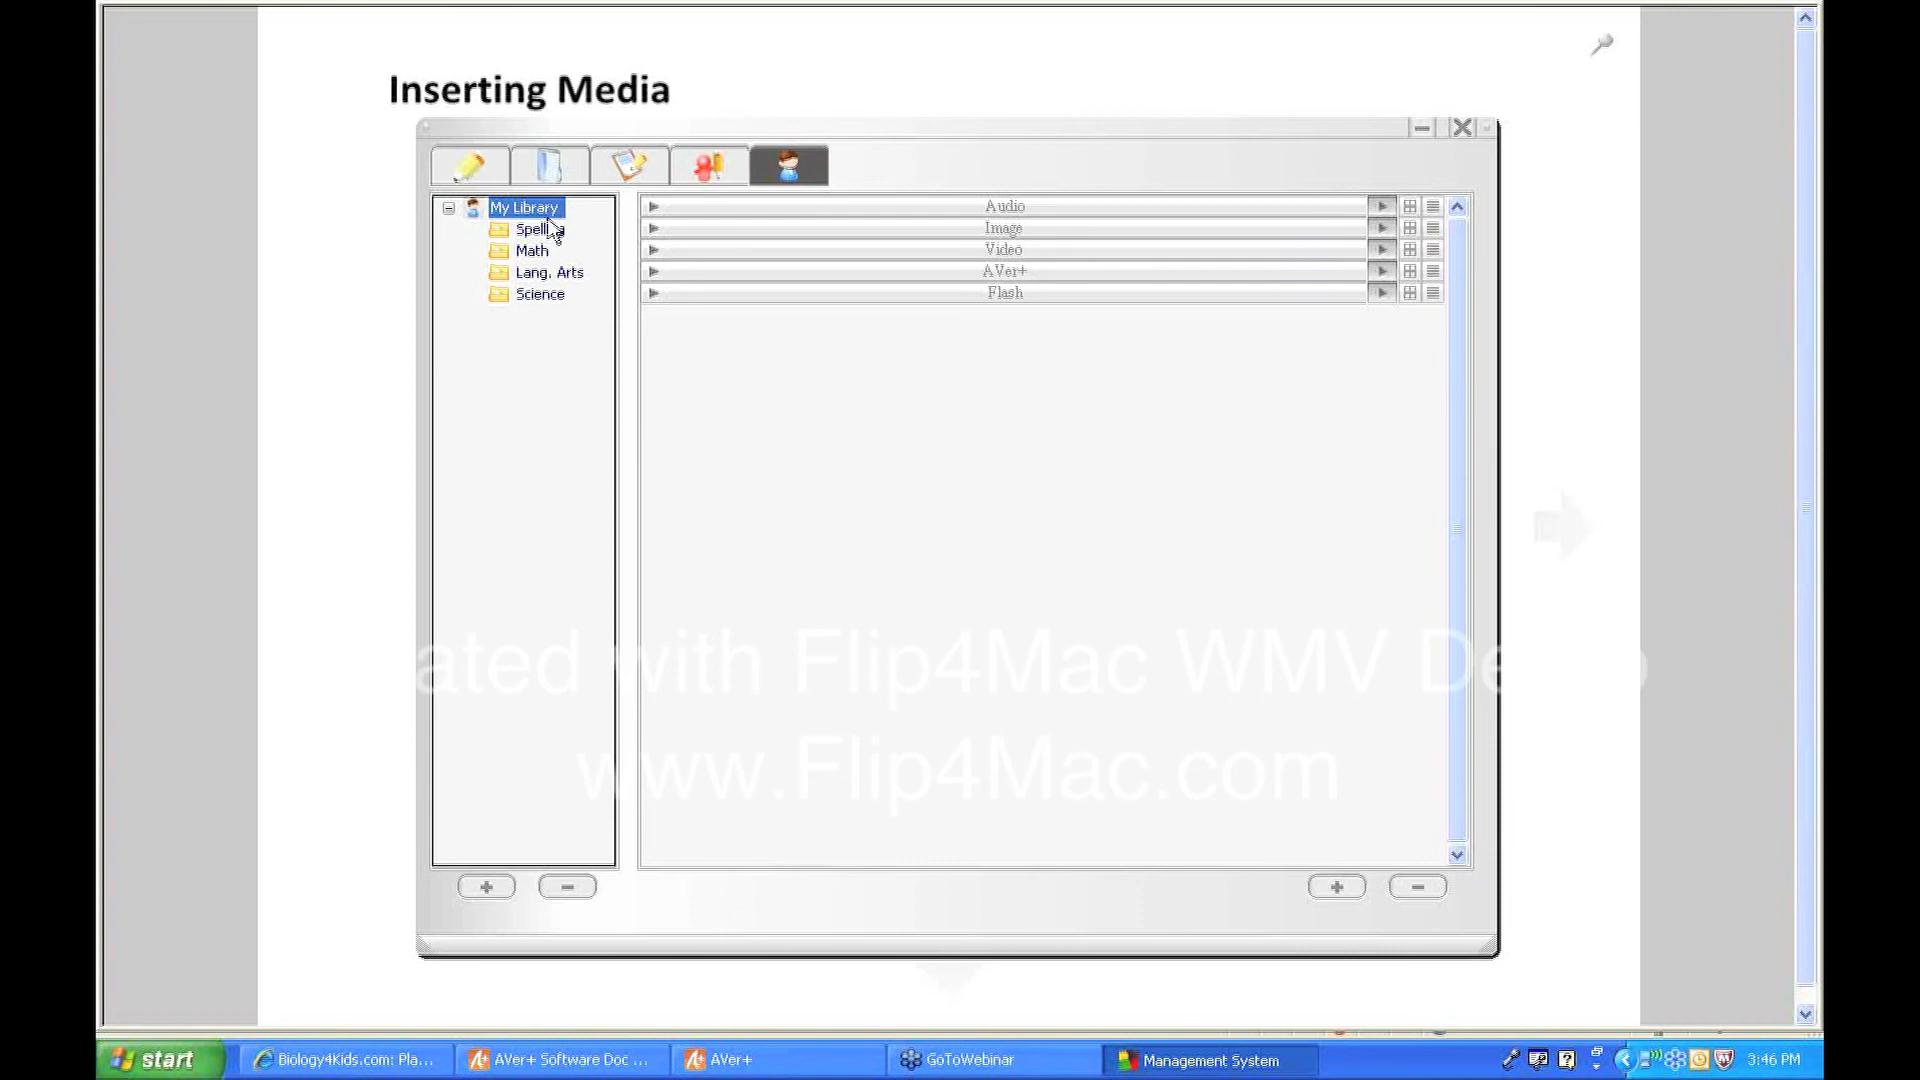 Inserting Media
My Library
Audio
Image
Math
Video
Lang. Arts
AVer+
Science
Flash
ated with Flip4Mac WMV De
www.Flip4Mac.com
start
Biology4Kids.com: Pla...
AVer+ Software Doc ...
AVer+
GoToWebinar
Management System
3:46 PM